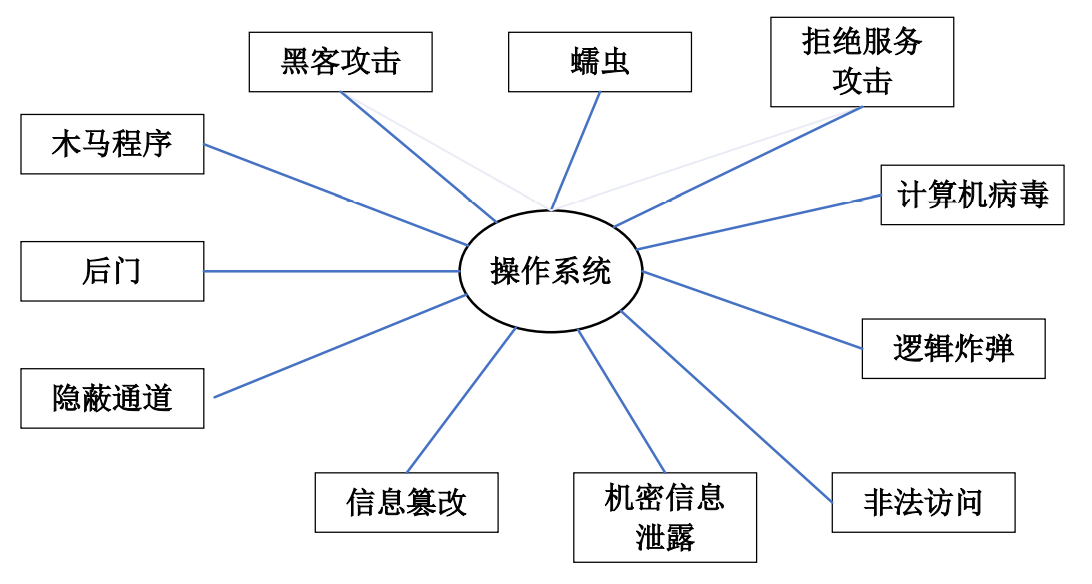 黑客攻击
蠕虫
拒绝服务
攻击
木马程序
计算机病毒
后门
操作系统
逻辑炸弹
隐蔽通道
信息篡改
机密信息
泄露
非法访问